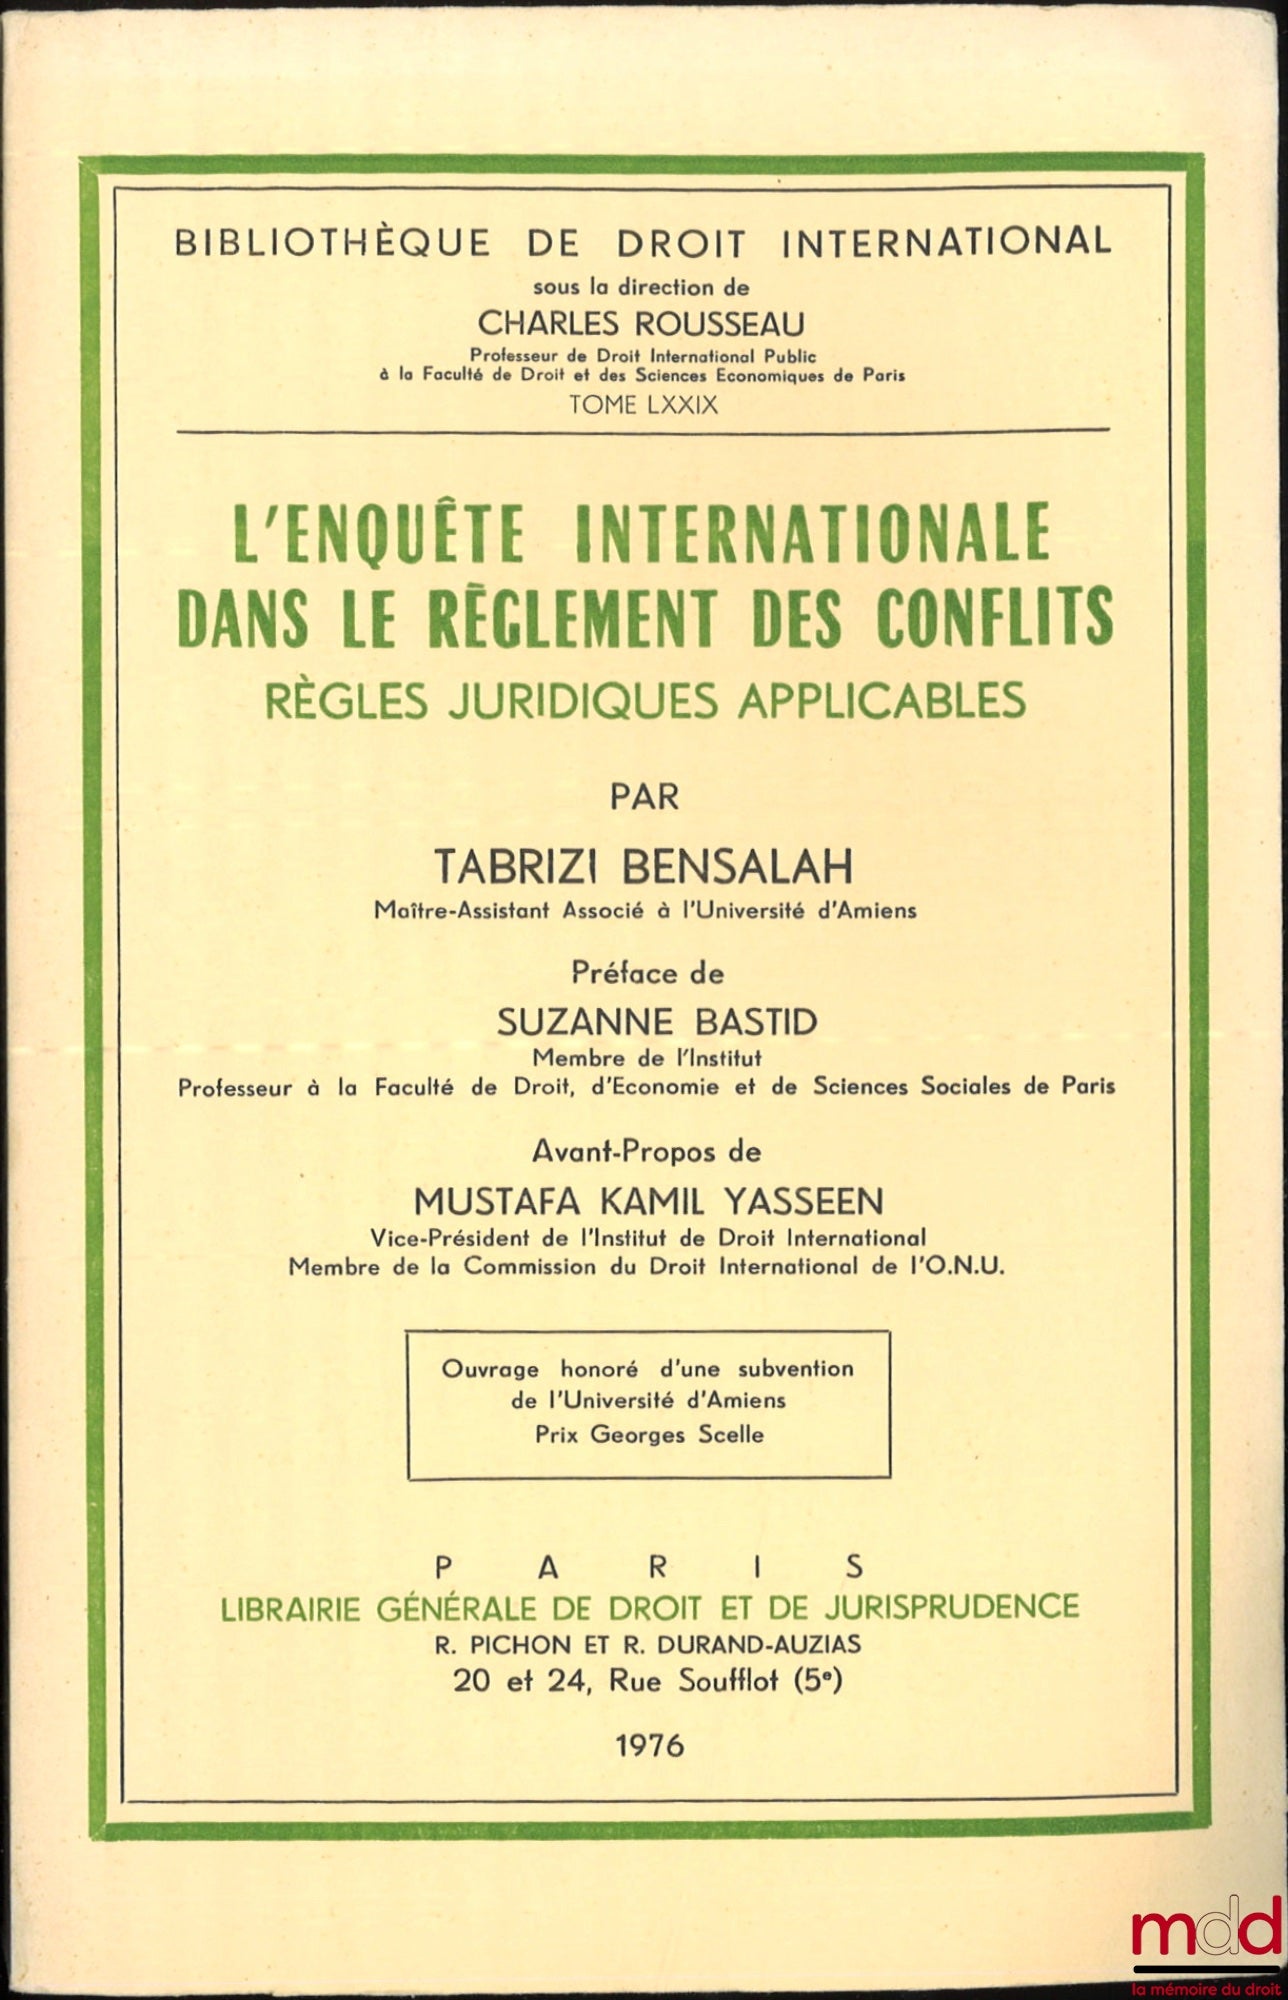 BIBLIOTHÈQUE DE DROIT INTERNATIONAL
sous la direction de
CHARLES ROUSSEAU
Professeur de Droit International Public
à la Faculté de Droit et des Sciences Economiques de Paris
TOME LXXIX
L'ENQUÊTE INTERNATIONALE
DANS LE RÈGLEMENT DES CONFLITS
RÈGLES JURIDIQUES APPLICABLES
PAR
TABRIZI BENSALAH
Maître-Assistant Associé à l'Université d'Amiens
Préface de
SUZANNE BASTID
Membre de l'Institut
Professeur à la Faculté de Droit, d'Economie et de Sciences Sociales de Paris
Avant-Propos de
MUSTAFA KAMIL YASSEEN
Vice-Président de l'Institut de Droit International
Membre de la Commission du Droit International de l'O.N.U.
Ouvrage honoré d'une subvention
de l'Université d'Amiens
Prix Georges Scelle
P A R I S
LIBRAIRIE GÉNÉRALE DE DROIT ET DE JURISPRUDENCE
R. PICHON ET R. DURAND-AUZIAS
20 et 24, Rue Soufflot (5e)
1976
mdd
la mémoire du droit